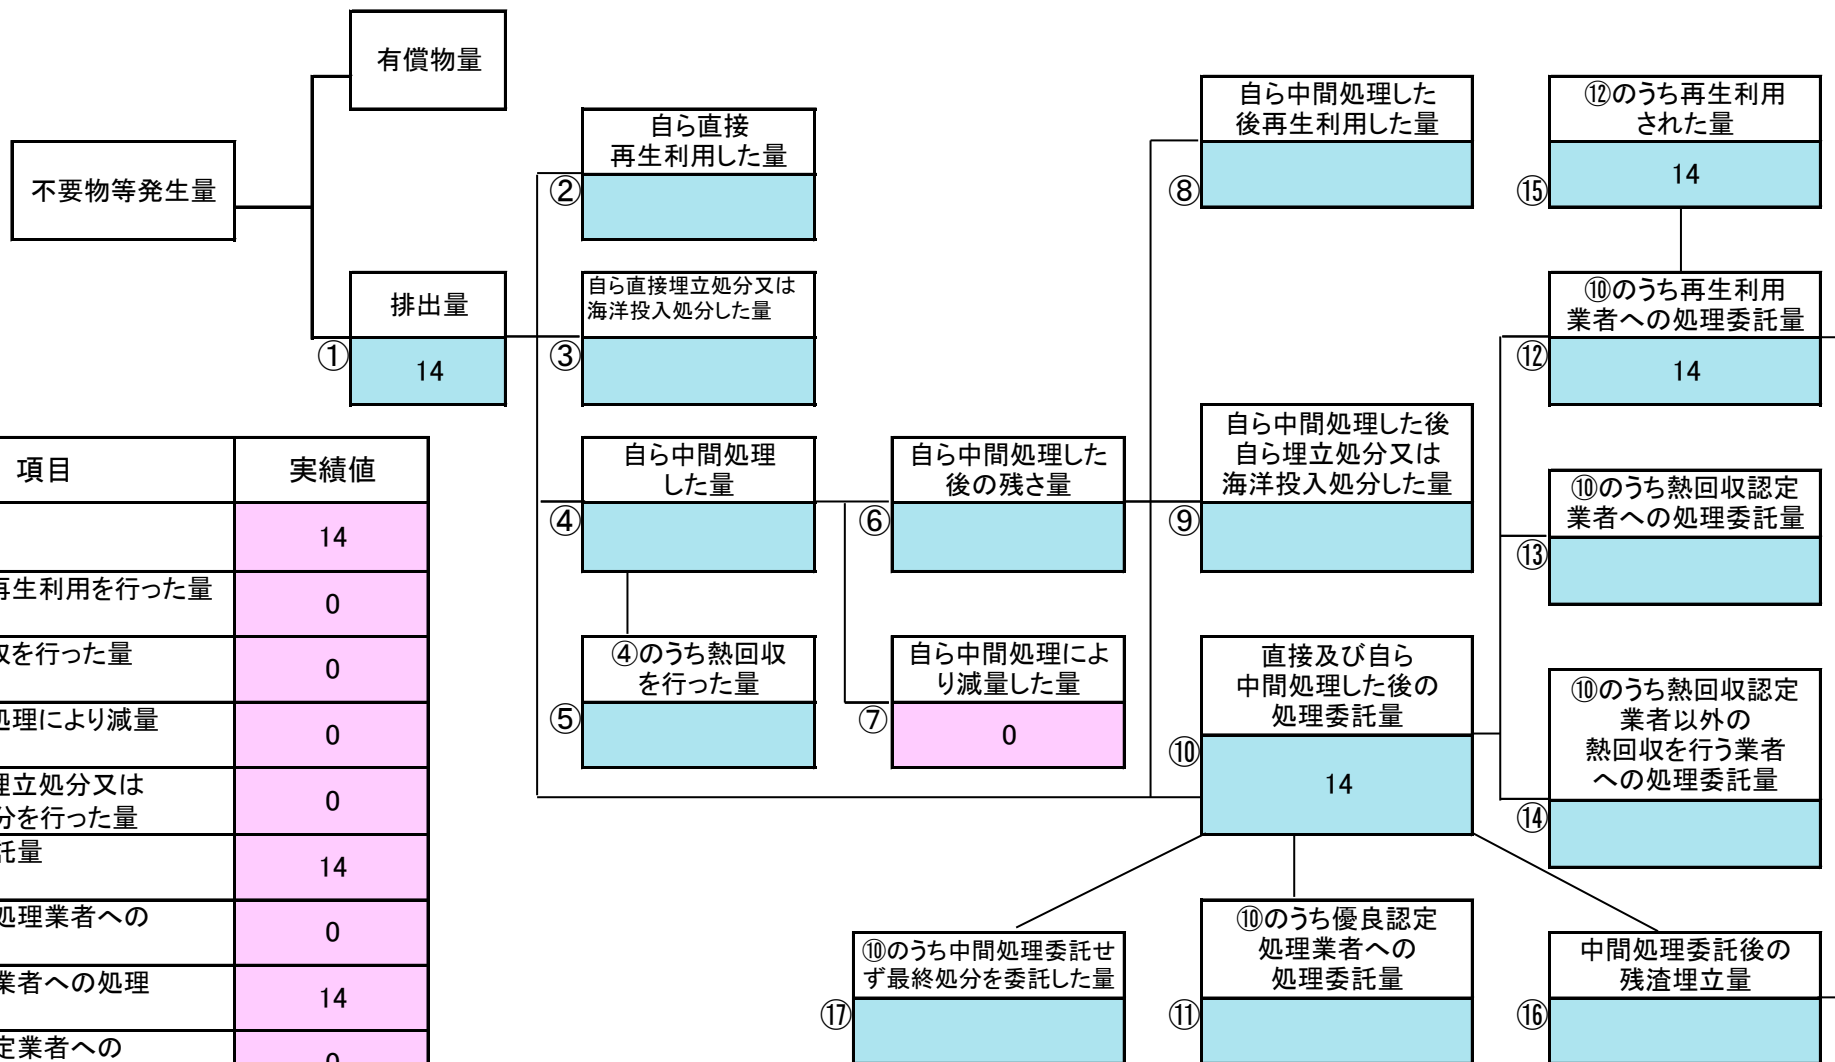 有償物量
不要物等発生量
排出量
①
14
自ら直接
再生利用した量
②
自ら直接埋立処分又は
海洋投入処分した量
③
自ら中間処理
した量
④
④のうち熱回収
を行った量
⑤
自ら中間処理した
後の残さ量
⑥
自ら中間処理によ
り減量した量
⑦
0
自ら中間処理した
後再生利用した量
⑧
自ら中間処理した後
自ら埋立処分又は
海洋投入処分した量
⑨
直接及び自ら
中間処理した後の
処理委託量
⑩
14
⑫のうち再生利用
された量
⑮
14
⑩のうち再生利用
業者への処理委託量
⑫
14
⑩のうち熱回収認定
業者への処理委託量
⑬
⑩のうち熱回収認定
業者以外の
熱回収を行う業者
への処理委託量
⑭
⑩のうち中間処理委託せ
ず最終処分を委託した量
⑰
⑩のうち優良認定
処理業者への
処理委託量
⑪
中間処理委託後の
残渣埋立量
⑯
項目 実績値
14
再生利用を行った量 0
を行った量 0
処理により減量 0
埋立処分又は
分を行った量 0
託量 14
処理業者への 0
業者への処理 14
定業者への 0